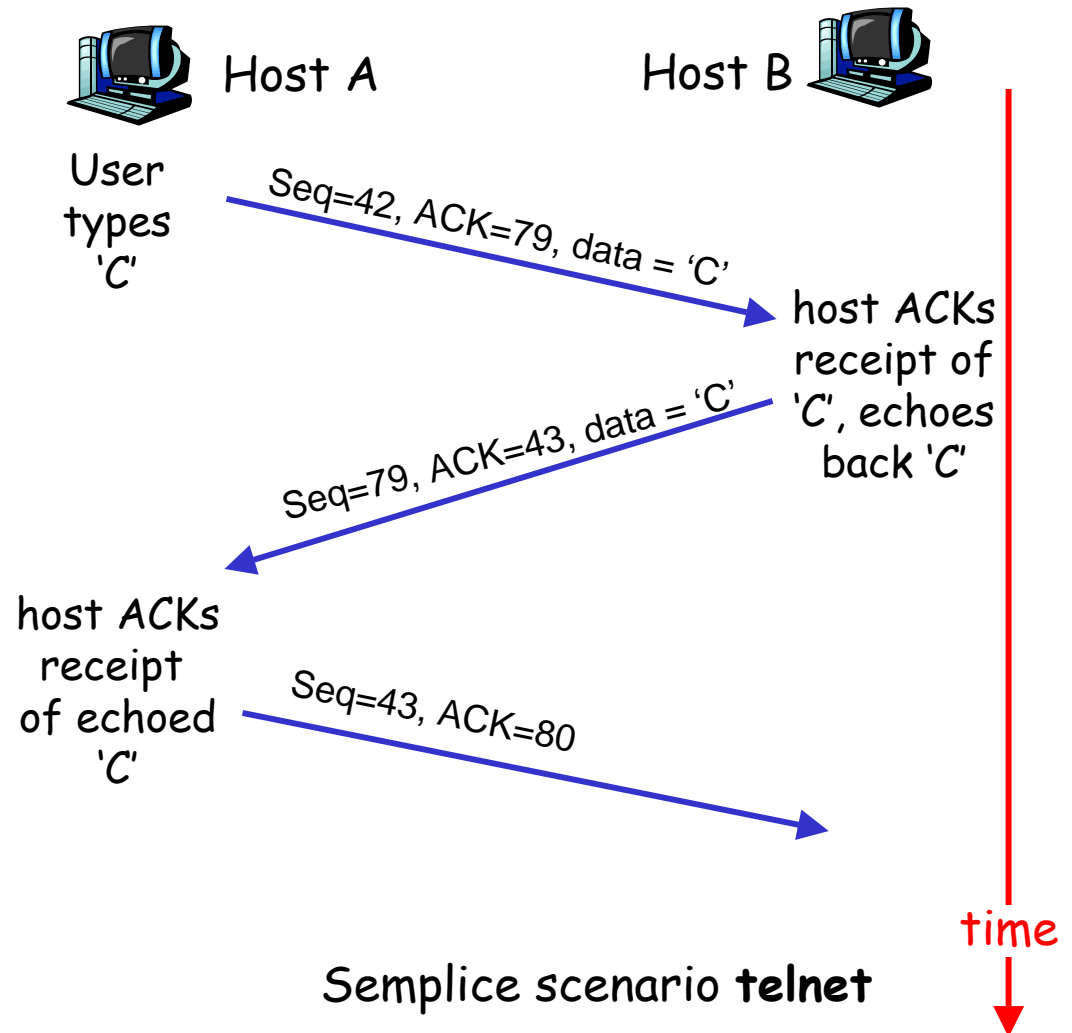 Host A
Host B
User
types
‘C’
Seq=42, ACK=79, data = ‘C’
host ACKs
receipt of
‘C’, echoes
back ‘C’
Seq=79, ACK=43, data = ‘C’
host ACKs
receipt
of echoed
‘C’
Seq=43, ACK=80
time
Semplice scenario telnet